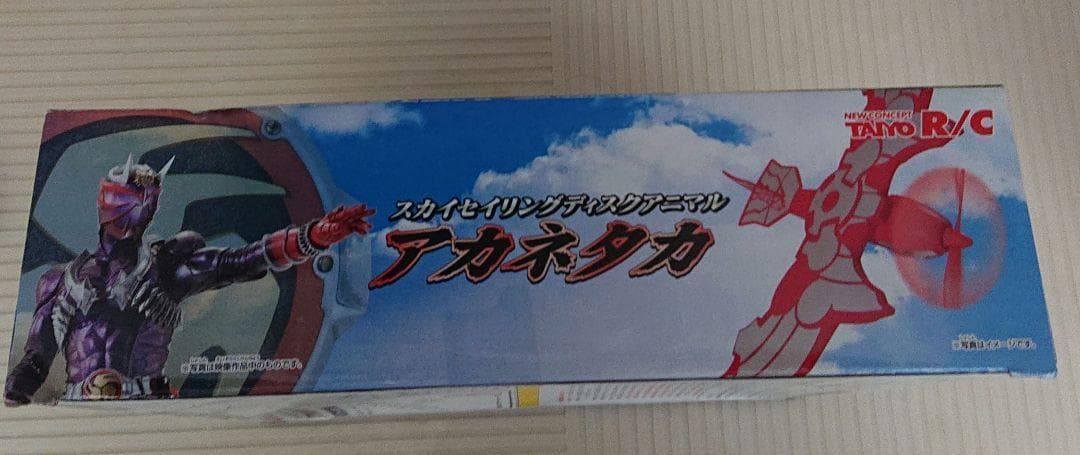 NEW CONCEPT
TAIYO R/C
スカイセイリングディスクアニマル
アカネタカ
※写真は映像作品中のものです。
※写真はイメージです。